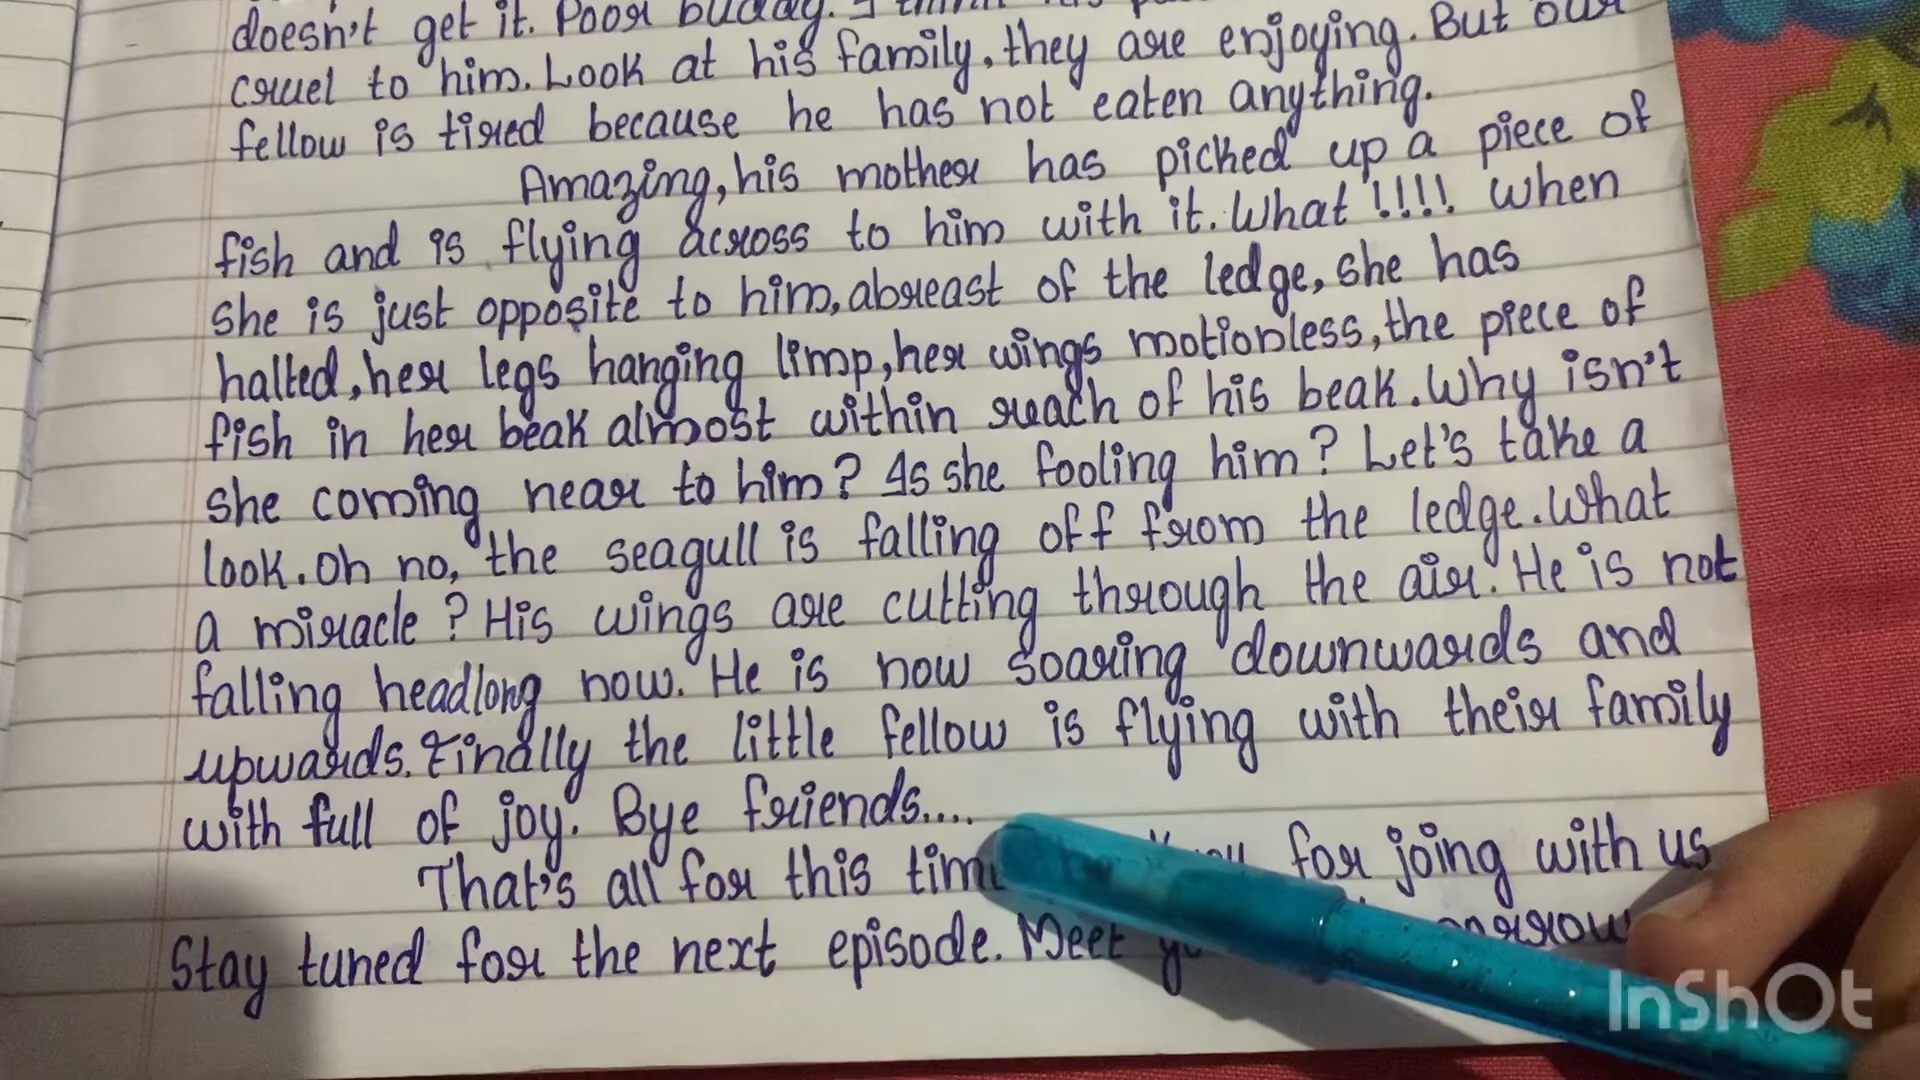 doesn't get it. Poor buddy. I think his
cruel to him. Look at his family, they are enjoying. But our
fellow is tired because he has not eaten anything.
Amazing, his mother has picked up a piece of
fish and is flying across to him with it. What !!!! When
she is just opposite to him, abreast of the ledge, she has
halted, her legs hanging limp, her wings motionless, the piece of
fish in her beak almost within reach of his beak. Why isn't
she coming near to him? Is she fooling him? Let's take a
look. Oh no, the seagull is falling off from the ledge. What
a miracle? His wings are cutting through the air. He is not
falling headlong now. He is now soaring downwards and
upwards. Finally the little fellow is flying with their family
with full of joy. Bye friends....
That's all for this for joing with us
Stay tuned for the next episode. Meet
InShOt